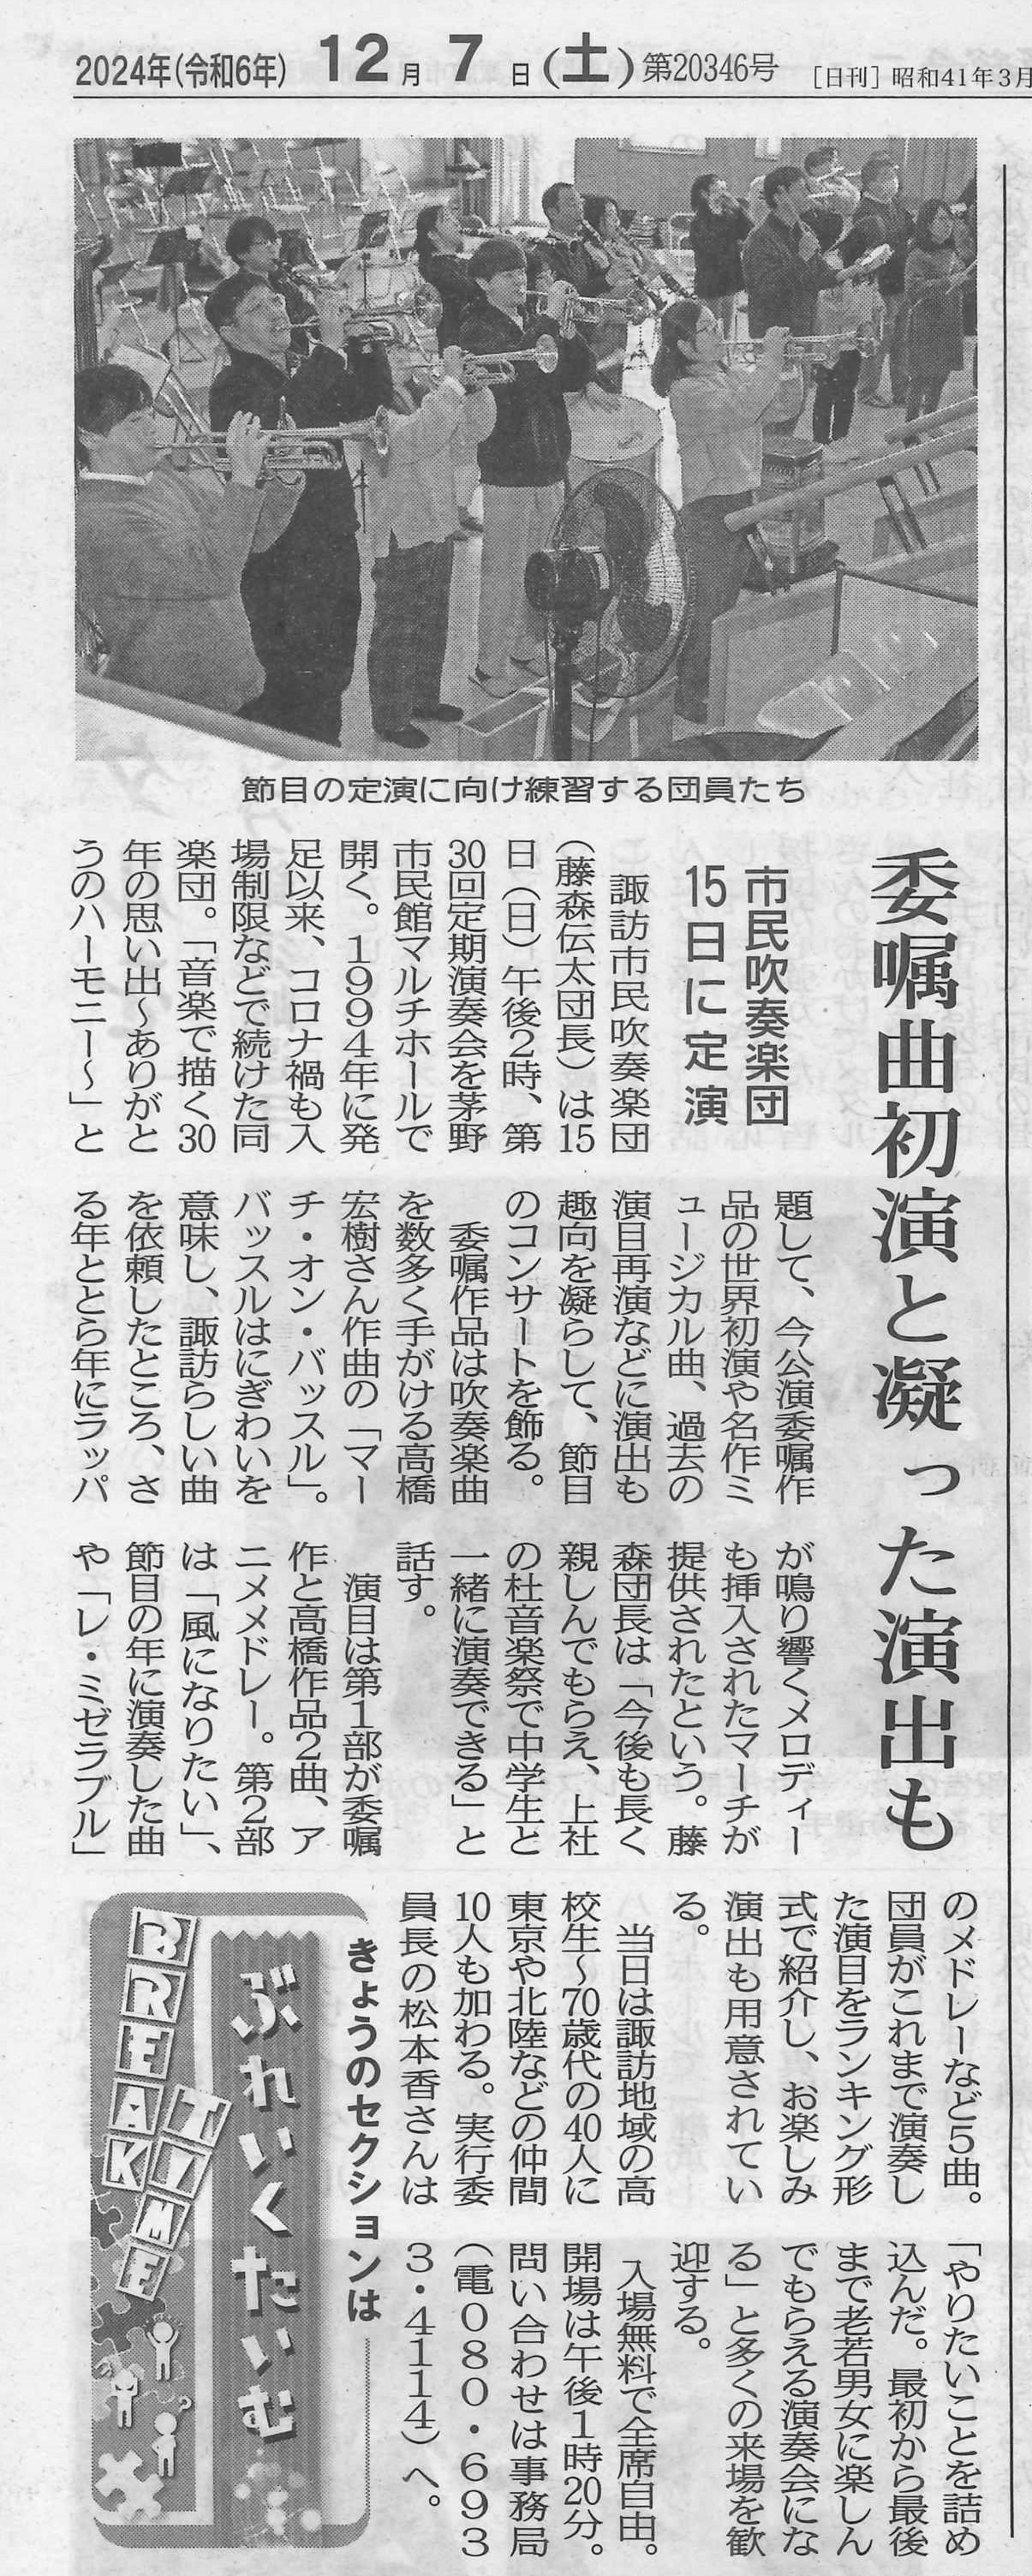 2024年(令和6年) 12月7日(土) 第20346号 [日刊] 昭和41年3月
節目の定演に向け練習する団員たち
委嘱曲初演と凝った演出も
市民吹奏楽団
15日に定演
諏訪市民吹奏楽団
(藤森伝太団長)は15
日(日)午後2時、第
30回定期演奏会を茅野
市民館マルチホールで
開く。1994年に発
足以来、コロナ禍も入
場制限などで続けた同
楽団。「音楽で描く30
年の思い出～ありがと
うのハーモニー～」と
題して、今公演委嘱作
品の世界初演や名作ミ
ュージカル曲、過去の
演目再演などに演出も
趣向を凝らして、節目
のコンサートを飾る。
委嘱作品は吹奏楽曲
を数多く手がける高橋
宏樹さん作曲の「マー
チ・オン・バッスル」。
バッスルはにぎわいを
意味し、諏訪らしい曲
を依頼したところ、さ
る年ととら年にラッパ
が鳴り響くメロディー
も挿入されたマーチが
提供されたという。藤
森団長は「今後も長く
親しんでもらえ、上社
の杜音楽祭で中学生と
一緒に演奏できる」と
話す。
演目は第1部が委嘱
作と高橋作品2曲、ア
ニメメドレー。第2部
は「風になりたい」、
節目の年に演奏した曲
や「レ・ミゼラブル」
のメドレーなど5曲。
団員がこれまで演奏し
た演目をランキング形
式で紹介し、お楽しみ
演出も用意されてい
る。
当日は諏訪地域の高
校生～70歳代の40人に
東京や北陸などの仲間
10人も加わる。実行委
員長の松本香さんは
「やりたいことを詰め
込んだ。最初から最後
まで老若男女に楽しん
でもらえる演奏会にな
る」と多くの来場を歓
迎する。
入場無料で全席自由。
開場は午後1時20分。
問い合わせは事務局
(電080・693
3・4114)へ。
きょうのセクションは
ぶれいくたいむ
BREAK
TIME